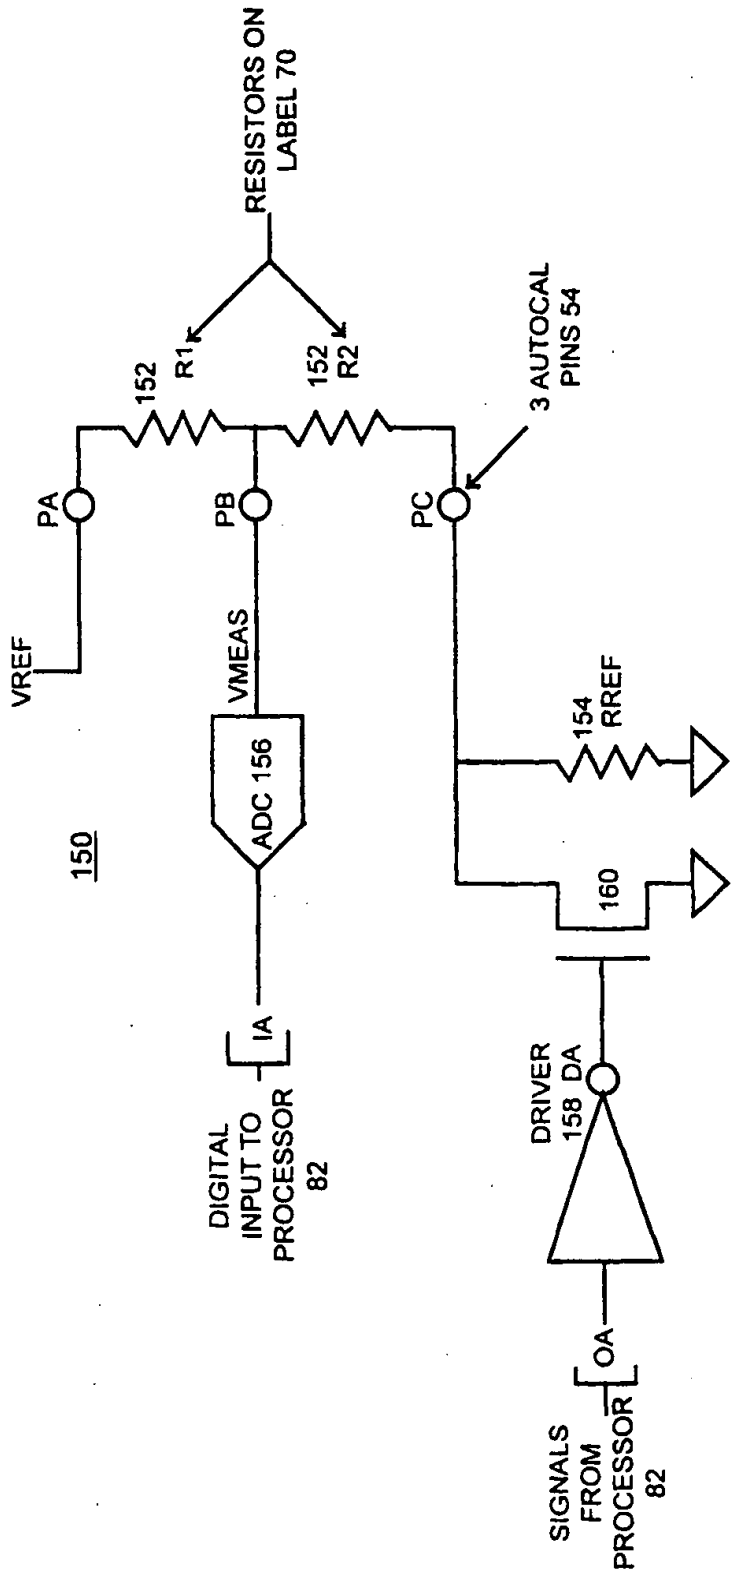 150
VREF
PA
152
R1
RESISTORS ON
LABEL 70
DIGITAL
INPUT TO
PROCESSOR
82
IA
ADC 156
VMEAS
PB
152
R2
PC
3 AUTOCAL
PINS 54
SIGNALS
FROM
PROCESSOR
82
OA
DRIVER
158 DA
160
154
RREF